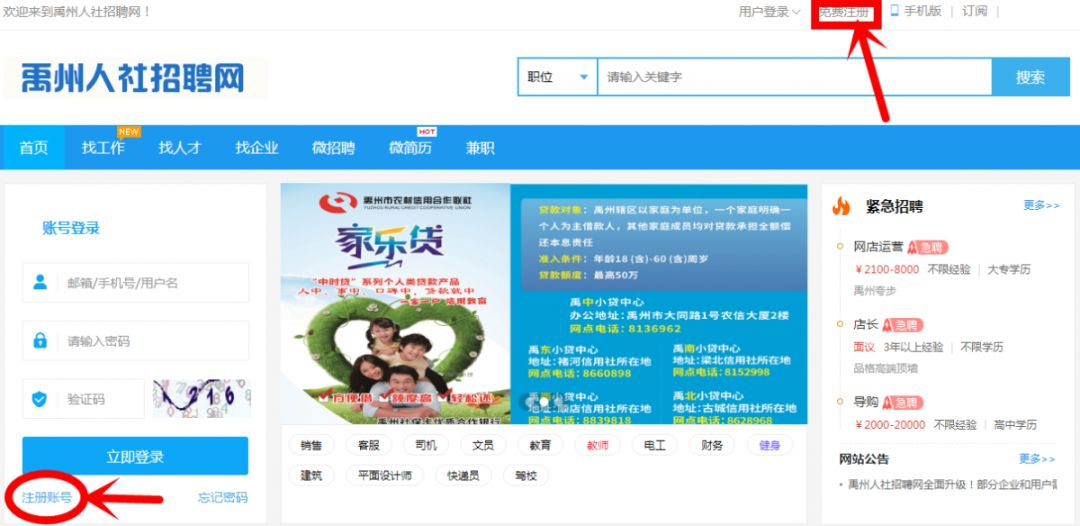 欢迎来到禹州人社招聘网！
用户登录 免费注册 手机版 | 订阅 |
禹州人社招聘网
职位 请输入关键字 搜索
首页 找工作 NEW 找人才 找企业 微招聘 微简历 HOT 兼职
账号登录
邮箱/手机号/用户名
请输入密码
验证码
立即登录
注册账号 忘记密码
禹州市农村信用合作联社
YUZHOU RURAL CREDIT COOPERATIVE UNION
家乐贷
"中时贷"系列个人类贷款产品
方便借 额度高 轻松还
贷款对象：禹州辖区以家庭为单位，一个家庭明确一
个人为主借款人，其他家庭成员均对贷款承担全额偿
还本息责任
准入条件：年龄18(含)-60(含)周岁
贷款额度：最高50万
禹中小贷中心
办公地址：禹州市大同路1号农信大厦2楼
网点电话：8136962
禹东小贷中心
地址：褚河信用社所在地
网点电话：8660898
禹南小贷中心
地址：梁北信用社所在地
网点电话：8152998
小贷中心
地址：顺店信用社所在地
网点电话：8839818
禹北小贷中心
地址：古城信用社所在地
网点电话：8628968
销售 客服 司机 文员 教育 教师 电工 财务 健身
建筑 平面设计师 快递员 驾校
紧急招聘 更多>>
网店运营 急聘
￥2100-8000 不限经验 | 大专学历
禹州夸步
店长 急聘
面议 3年以上经验 | 不限学历
品格高端顶墙
导购 急聘
￥2000-20000 不限经验 | 高中学历
网站公告 更多>>
• 禹州人社招聘网全面升级！部分企业和用户需